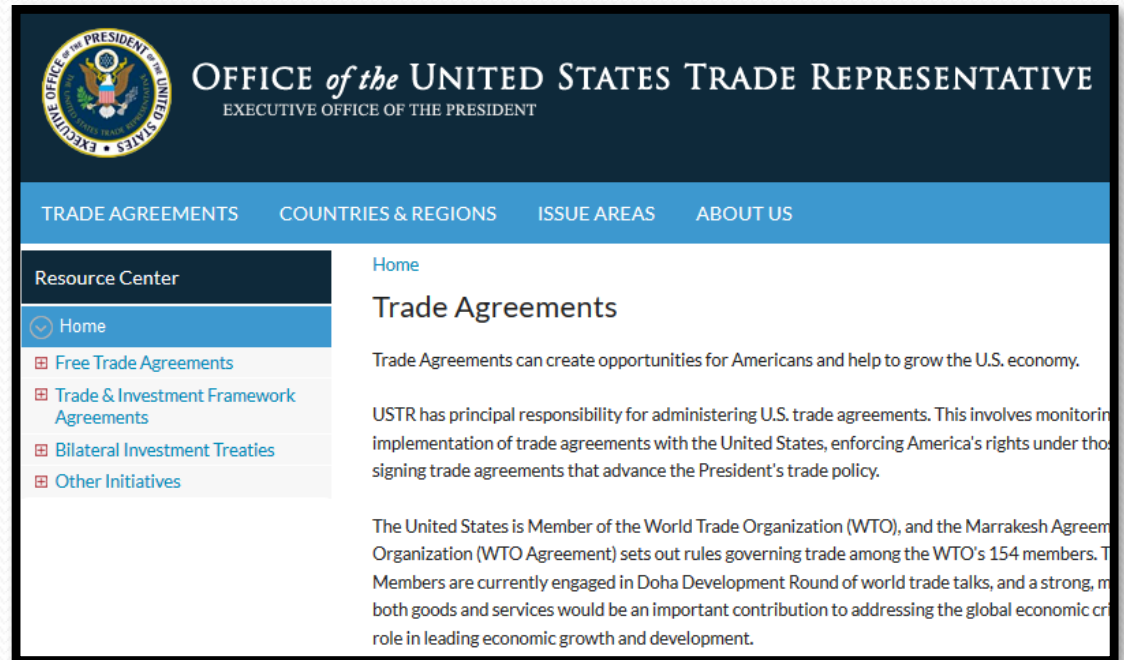 OFFICE of the UNITED STATES TRADE REPRESENTATIVE
EXECUTIVE OFFICE OF THE PRESIDENT
TRADE AGREEMENTS COUNTRIES & REGIONS ISSUE AREAS ABOUT US
Resource Center
Home
Free Trade Agreements
Trade & Investment Framework
Agreements
Bilateral Investment Treaties
Other Initiatives
Home
Trade Agreements
Trade Agreements can create opportunities for Americans and help to grow the U.S. economy.
USTR has principal responsibility for administering U.S. trade agreements. This involves
implementation of trade agreements with the United States, enforcing America's rights under
signing trade agreements that advance the President's trade policy.
The United States is Member of the World Trade Organization (WTO), and the Marrakesh
Organization (WTO Agreement) sets out rules governing trade among the WTO's 154 members.
Members are currently engaged in Doha Development Round of world trade talks, and a strong,
both goods and services would be an important contribution to addressing the global economic
role in leading economic growth and development.